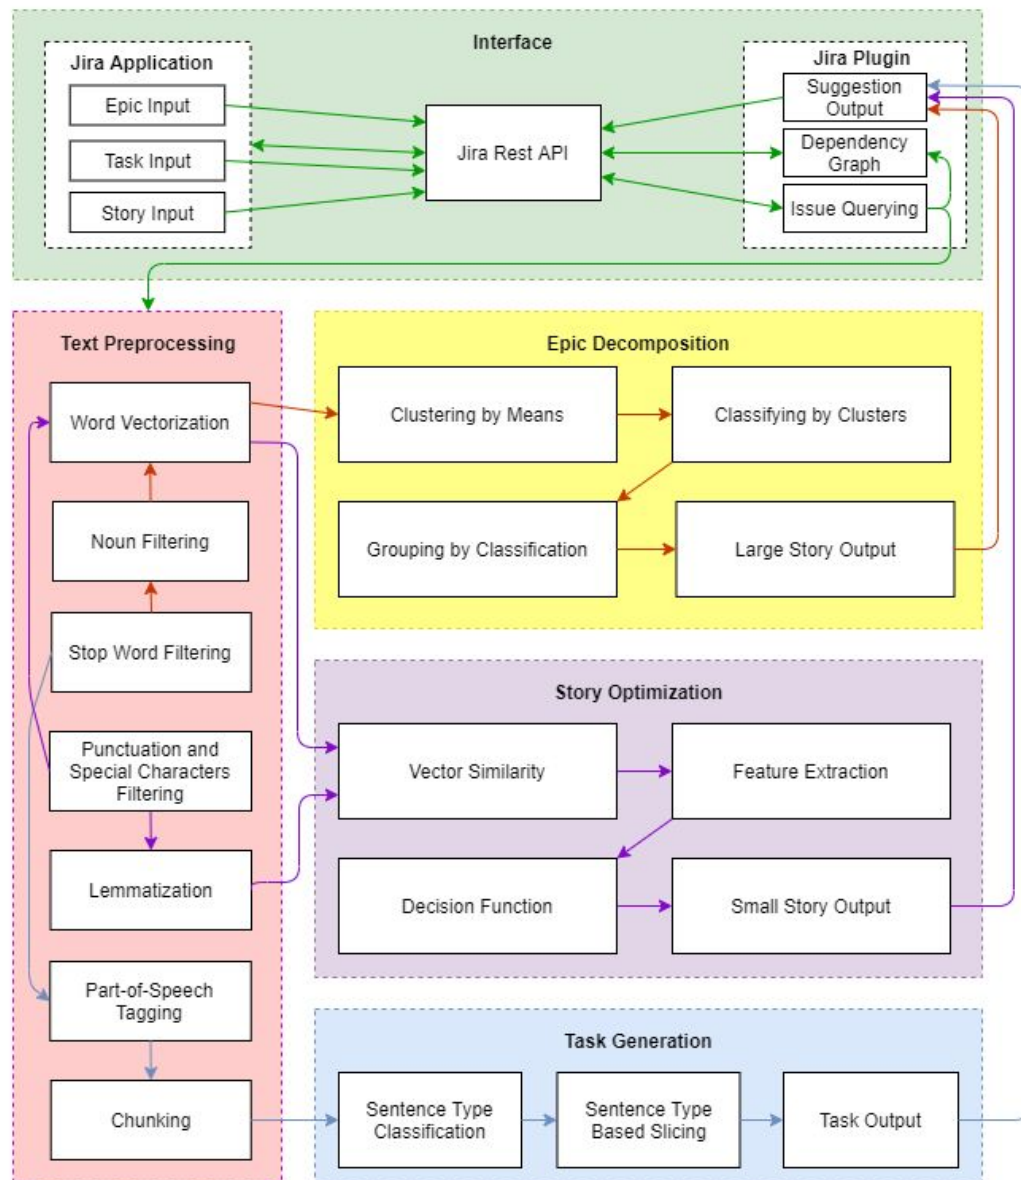 Interface
Jira Application
Epic Input
Task Input
Story Input
Jira Rest API
Jira Plugin
Suggestion
Output
Dependency
Graph
Issue Querying
Text Preprocessing
Word Vectorization
Noun Filtering
Stop Word Filtering
Punctuation and
Special Characters
Filtering
Lemmatization
Part-of-Speech
Tagging
Chunking
Epic Decomposition
Clustering by Means
Classifying by Clusters
Grouping by Classification
Large Story Output
Story Optimization
Vector Similarity
Feature Extraction
Decision Function
Small Story Output
Task Generation
Sentence Type
Classification
Sentence Type
Based Slicing
Task Output